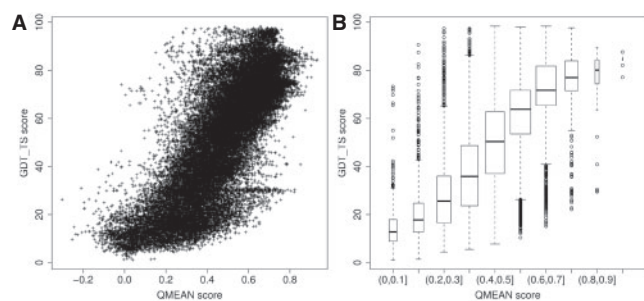 A
B
GDT_TS score
0 20 40 60 80 100
−0.2 0.0 0.2 0.4 0.6 0.8
QMEAN score
GDT_TS score
0 20 40 60 80 100
(0,0.1] (0.2,0.3] (0.4,0.5] (0.6,0.7] (0.8,0.9]
QMEAN score